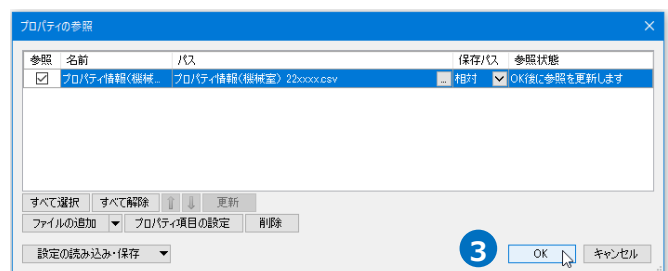 プロパティの参照
参照 名前 パス 保存パス 参照状態
プロパティ情報(機械... プロパティ情報(機械室) 22xxxx.csv ... 相対 OK後に参照を更新します
すべて選択 すべて解除 更新
ファイルの追加 プロパティ項目の設定 削除
設定の読み込み・保存 3 OK キャンセル